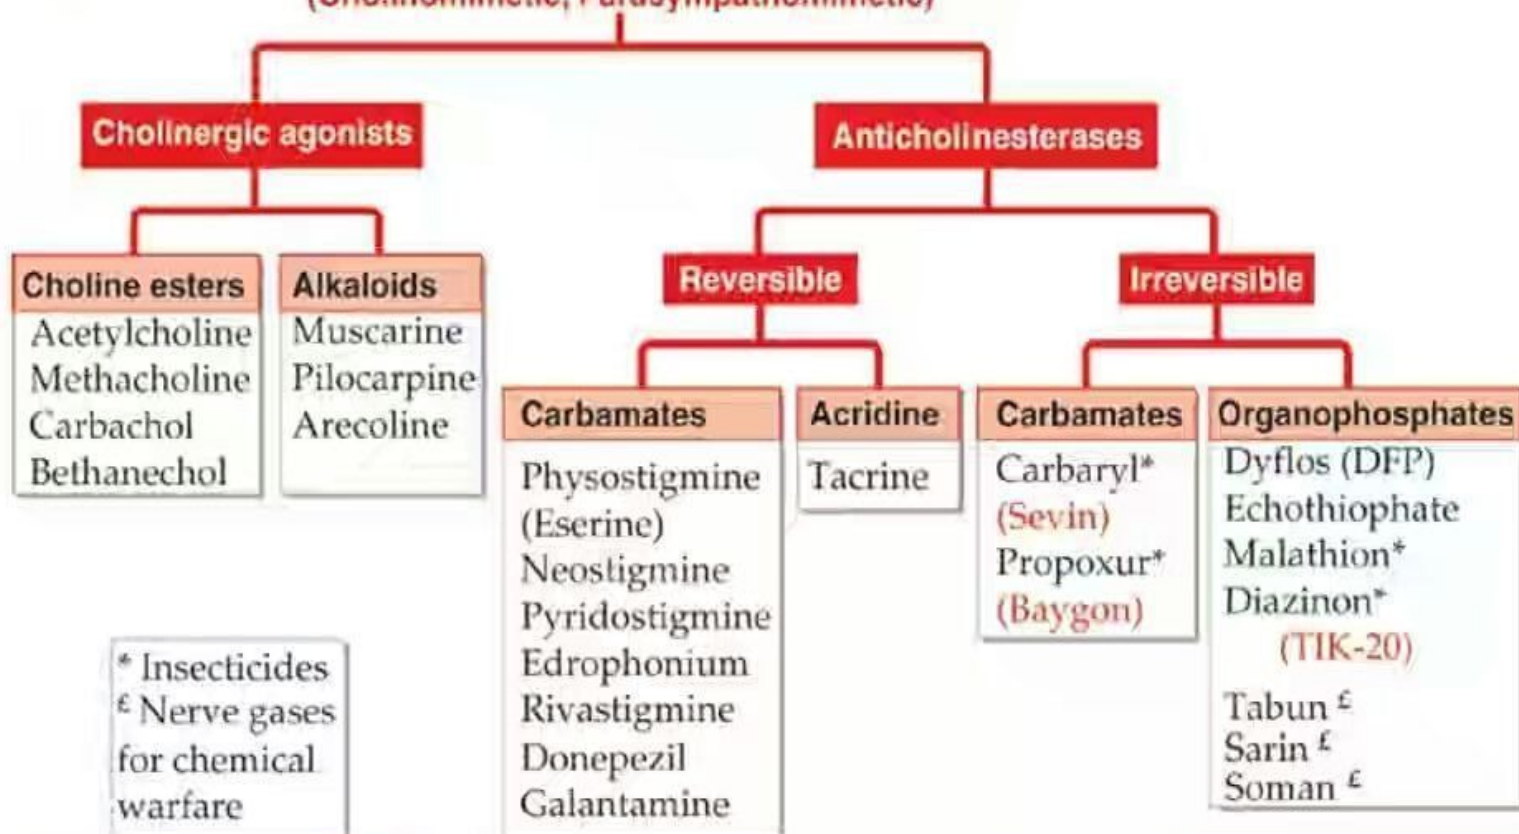 (Cholinomimetic, Parasympathomimetic)
Cholinergic agonists
Anticholinesterases
Choline esters
Acetylcholine
Methacholine
Carbachol
Bethanechol
Alkaloids
Muscarine
Pilocarpine
Arecoline
Reversible
Irreversible
Carbamates
Physostigmine
(Eserine)
Neostigmine
Pyridostigmine
Edrophonium
Rivastigmine
Donepezil
Galantamine
Acridine
Tacrine
Carbamates
Carbaryl*
(Sevin)
Propoxur*
(Baygon)
Organophosphates
Dyflos (DFP)
Echothiophate
Malathion*
Diazinon*
(TIK-20)
Tabun £
Sarin £
Soman £
* Insecticides
£ Nerve gases
for chemical
warfare